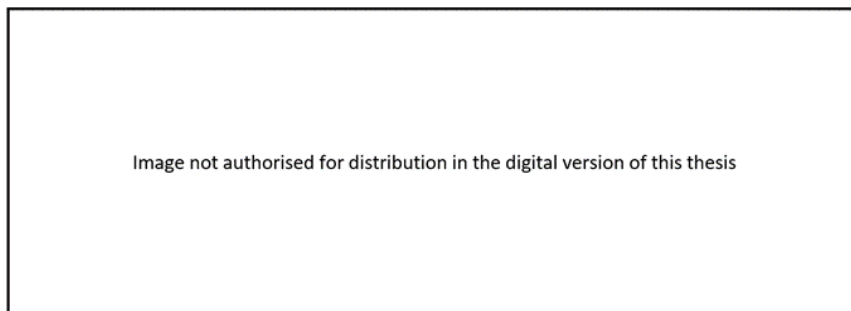 Image not authorised for distribution in the digital version of this thesis